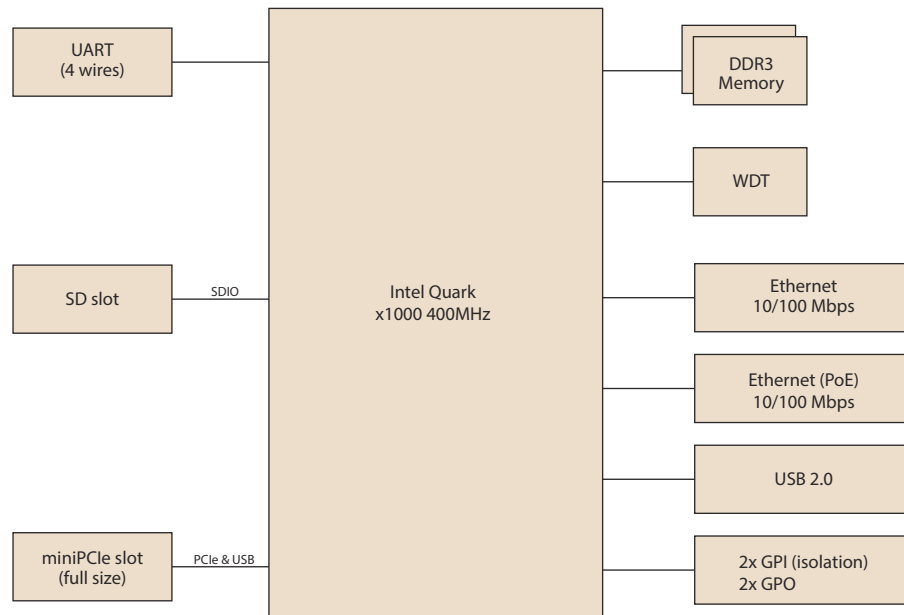 UART
(4 wires)
SD slot
SDIO
miniPCIe slot
(full size)
PCIe & USB
Intel Quark
x1000 400MHz
DDR3
Memory
WDT
Ethernet
10/100 Mbps
Ethernet (PoE)
10/100 Mbps
USB 2.0
2x GPI (isolation)
2x GPO